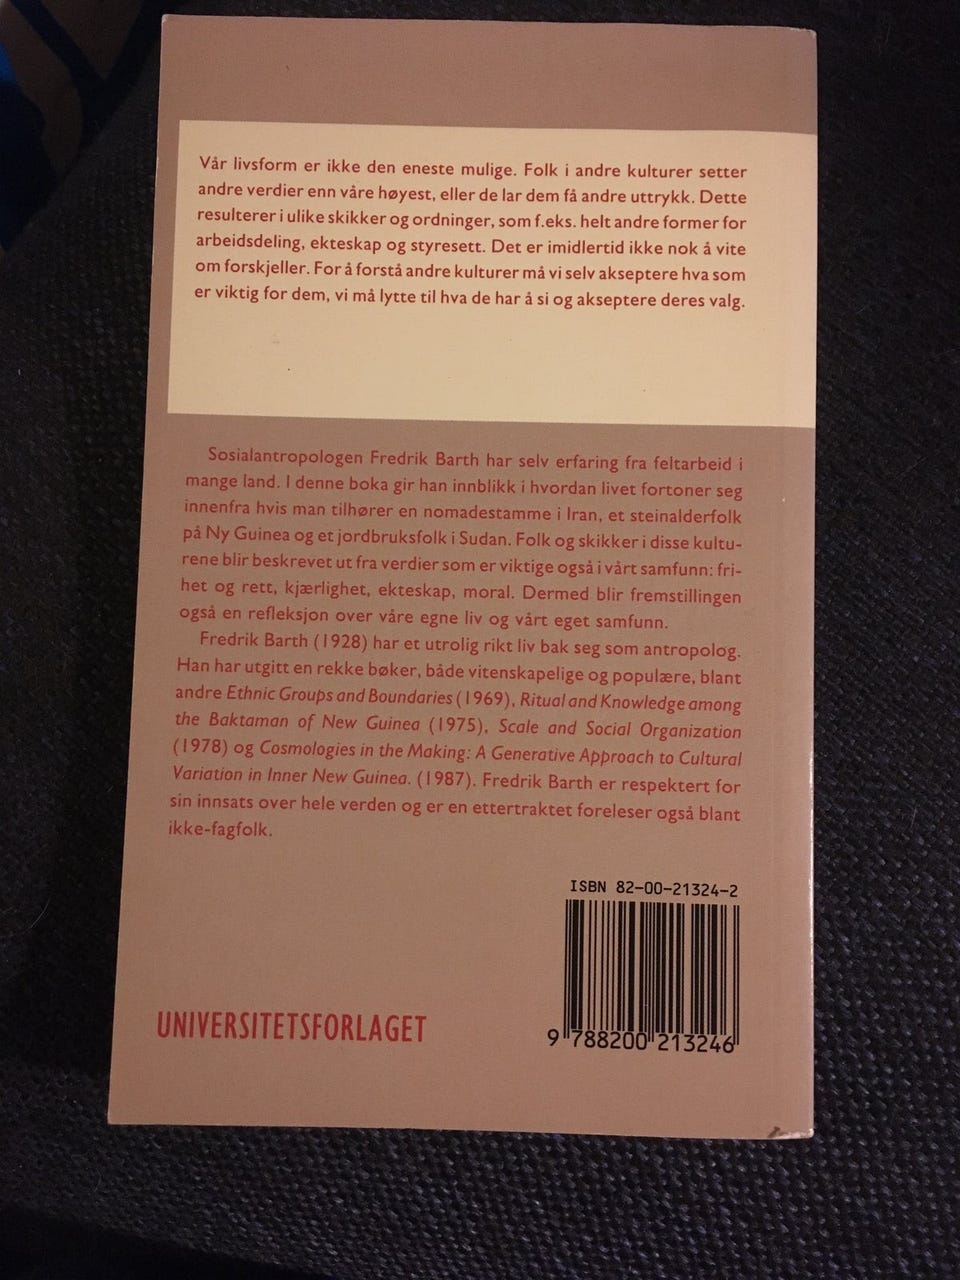 Vår livsform er ikke den eneste mulige. Folk i andre kulturer setter
andre verdier enn våre høyest, eller de lar dem få andre uttrykk. Dette
resulterer i ulike skikker og ordninger, som f.eks. helt andre former for
arbeidsdeling, ekteskap og styresett. Det er imidlertid ikke nok å vite
om forskjeller. For å forstå andre kulturer må vi selv akseptere hva som
er viktig for dem, vi må lytte til hva de har å si og akseptere deres valg.
Sosialantropologen Fredrik Barth har selv erfaring fra feltarbeid i
mange land. I denne boka gir han innblikk i hvordan livet fortoner seg
innenfra hvis man tilhører en nomadestamme i Iran, et steinalderfolk
på Ny Guinea og et jordbruksfolk i Sudan. Folk og skikker i disse kultu-
rene blir beskrevet ut fra verdier som er viktige også i vårt samfunn: fri-
het og rett, kjærlighet, ekteskap, moral. Dermed blir fremstillingen
også en refleksjon over våre egne liv og vårt eget samfunn.
Fredrik Barth (1928) har et utrolig rikt liv bak seg som antropolog.
Han har utgitt en rekke bøker, både vitenskapelige og populære, blant
andre Ethnic Groups and Boundaries (1969), Ritual and Knowledge among
the Baktaman of New Guinea (1975), Scale and Social Organization
(1978) og Cosmologies in the Making: A Generative Approach to Cultural
Variation in Inner New Guinea. (1987). Fredrik Barth er respektert for
sin innsats over hele verden og er en ettertraktet foreleser også blant
ikke-fagfolk.
ISBN 82-00-21324-2
9 788200 213246
UNIVERSITETSFORLAGET